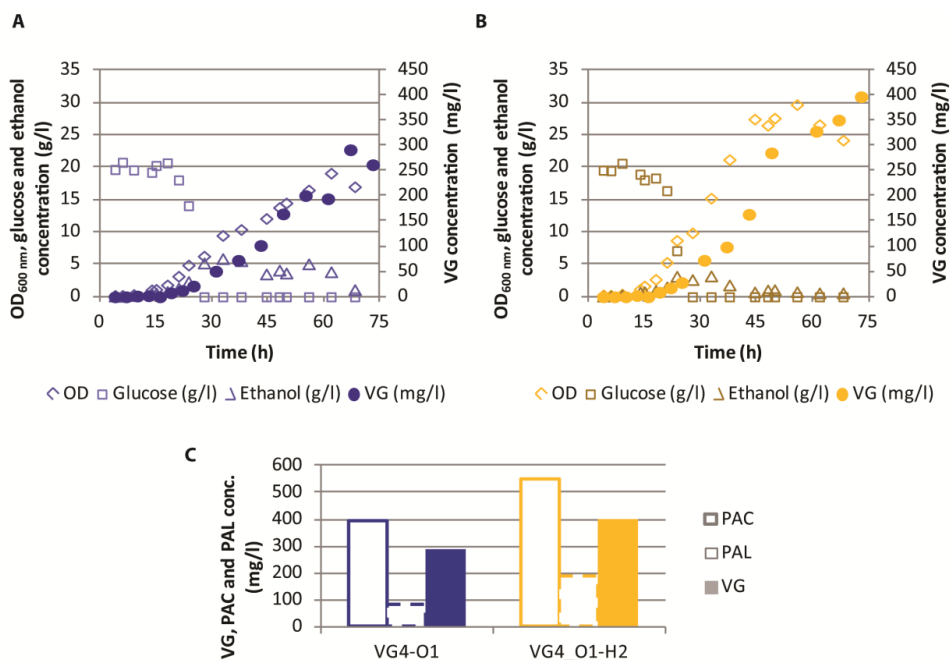 A
OD600 nm, glucose and ethanol
concentration (g/l)
35
30
25
20
15
10
5
0
450
400
350
300
250
200
150
100
50
0
VG concentration (mg/l)
0 15 30 45 60 75
Time (h)
OD Glucose (g/l) Ethanol (g/l) VG (mg/l)
B
OD600 nm, glucose and ethanol
concentration (g/l)
35
30
25
20
15
10
5
0
450
400
350
300
250
200
150
100
50
0
VG concentration (mg/l)
0 15 30 45 60 75
Time (h)
OD Glucose (g/l) Ethanol (g/l) VG (mg/l)
C
VG, PAC and PAL conc.
(mg/l)
600
500
400
300
200
100
0
VG4-O1 VG4_O1-H2
PAC
PAL
VG